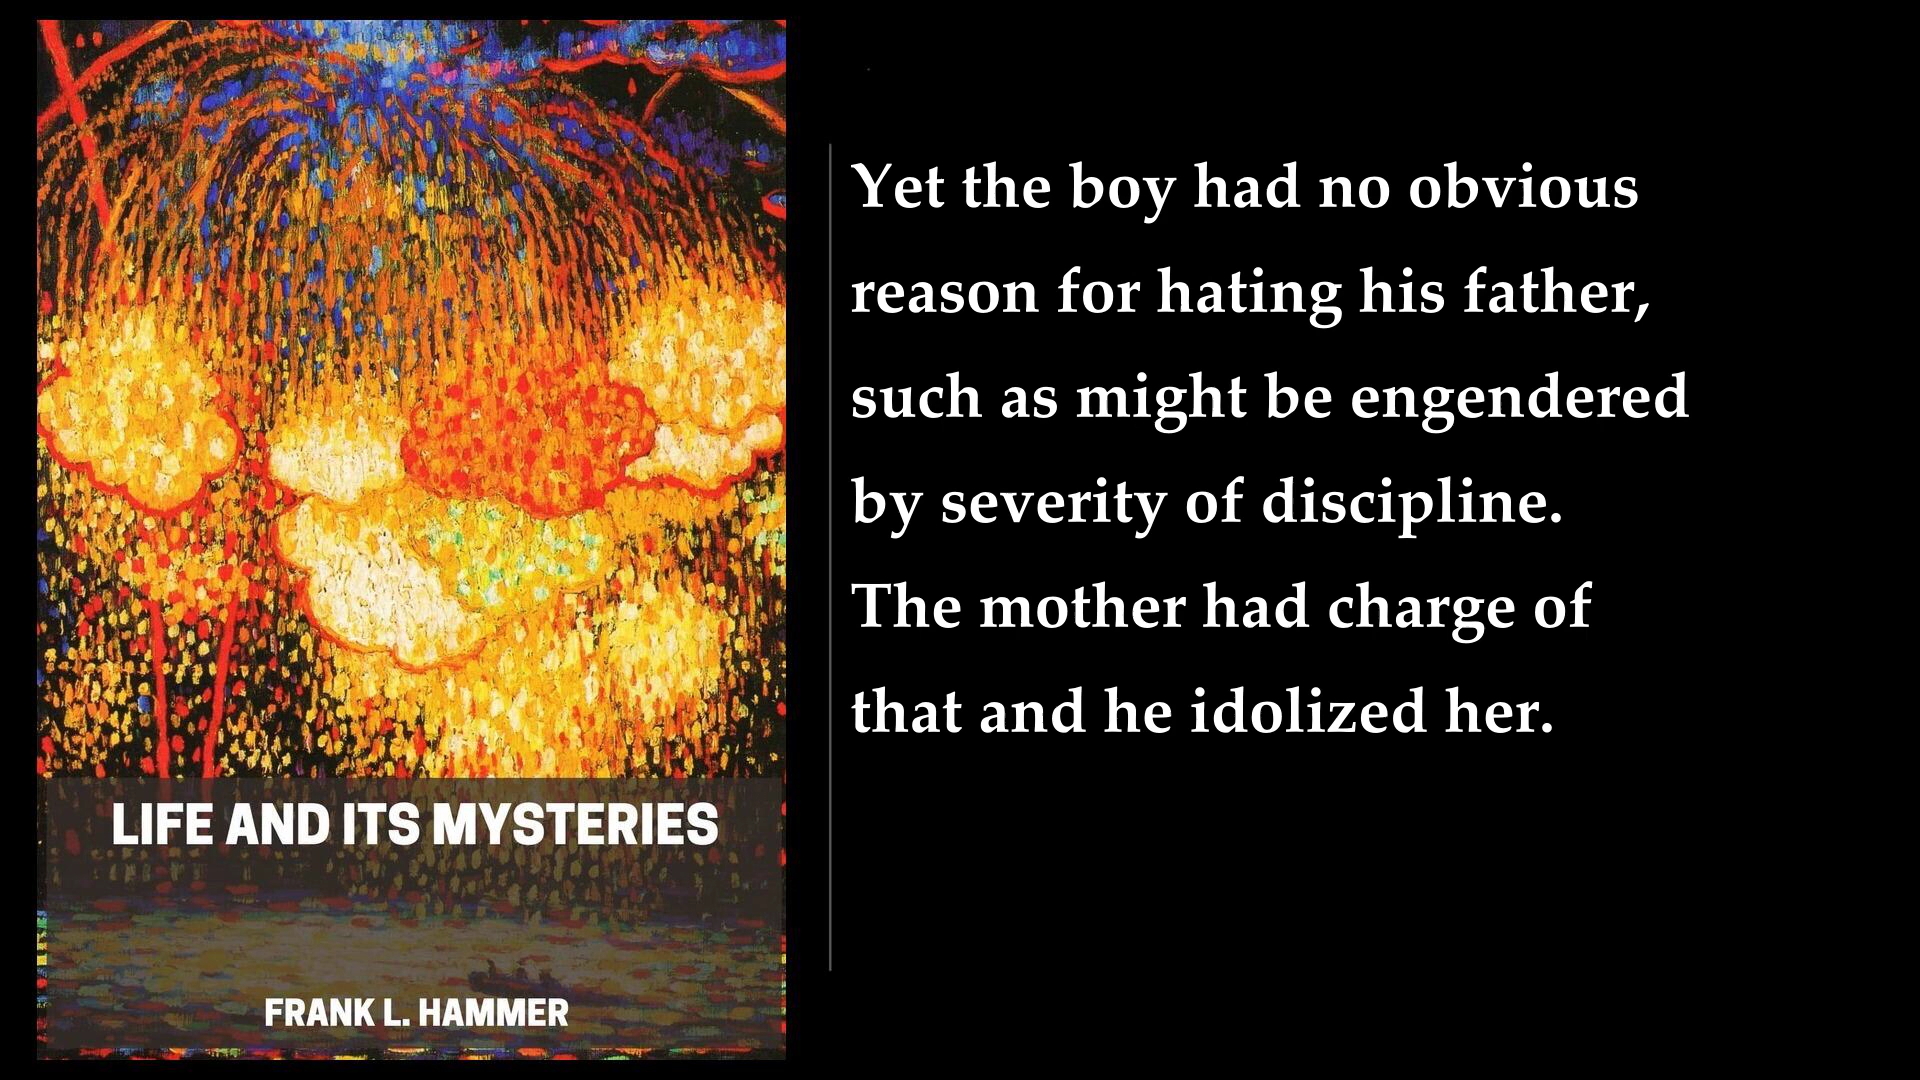 LIFE AND ITS MYSTERIES
FRANK L. HAMMER
Yet the boy had no obvious
reason for hating his father,
such as might be engendered
by severity of discipline.
The mother had charge of
that and he idolized her.